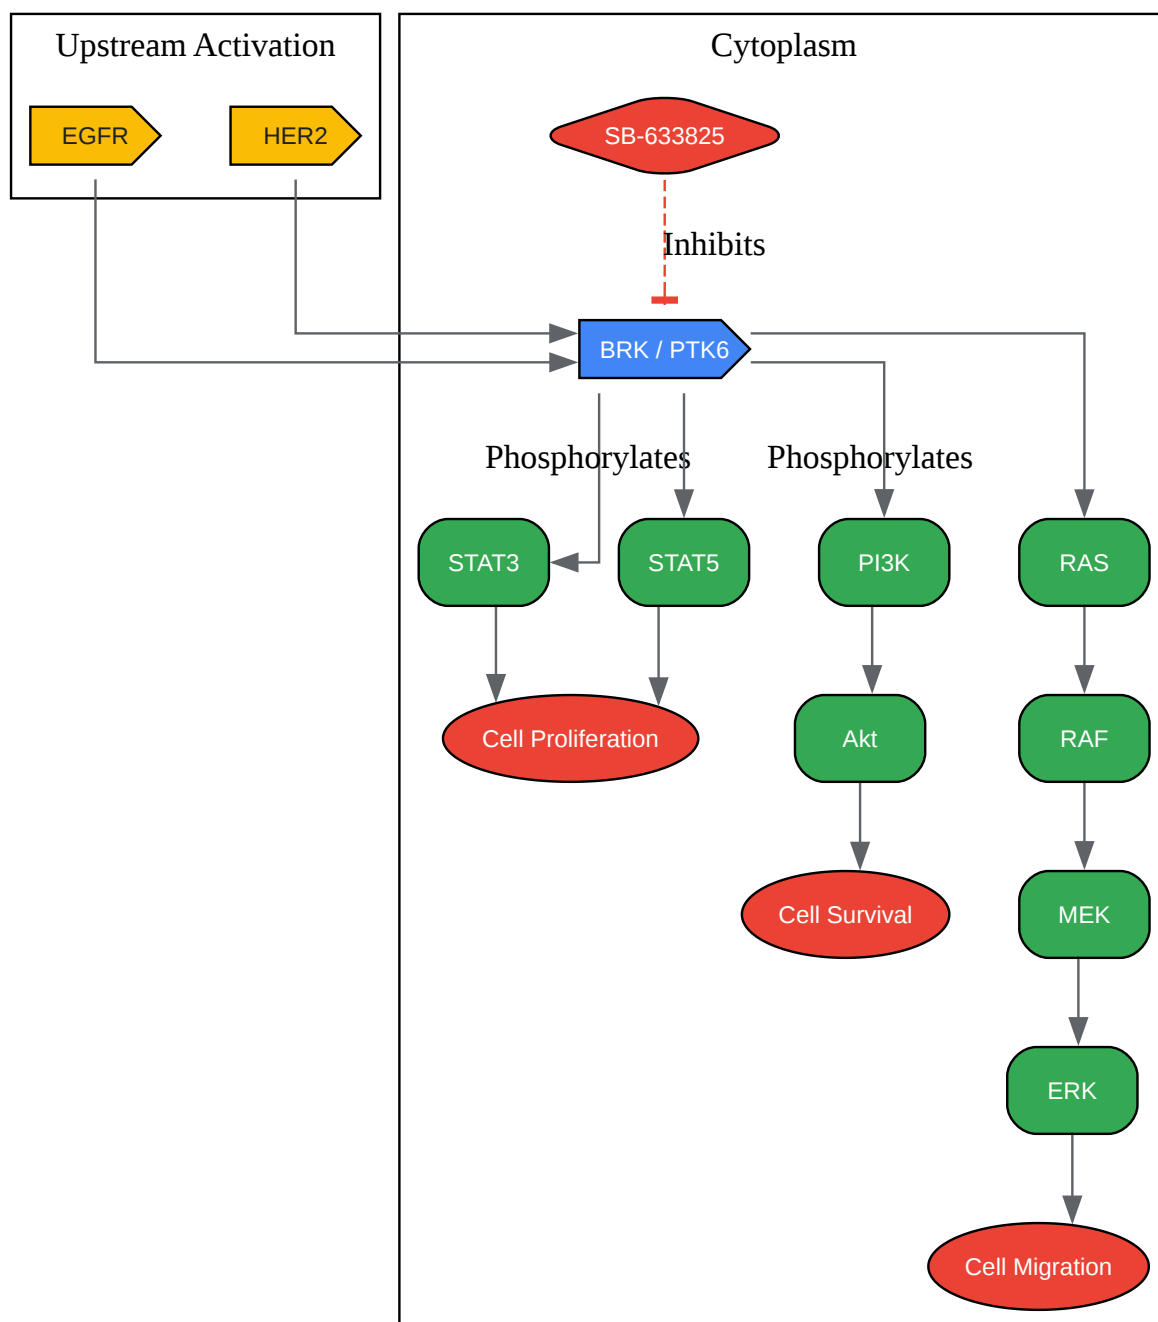 Upstream Activation
Cytoplasm
EGFR
HER2
SB-633825
Inhibits
BRK / PTK6
Phosphorylates
Phosphorylates
STAT3
STAT5
PI3K
RAS
Cell Proliferation
Akt
RAF
Cell Survival
MEK
ERK
Cell Migration